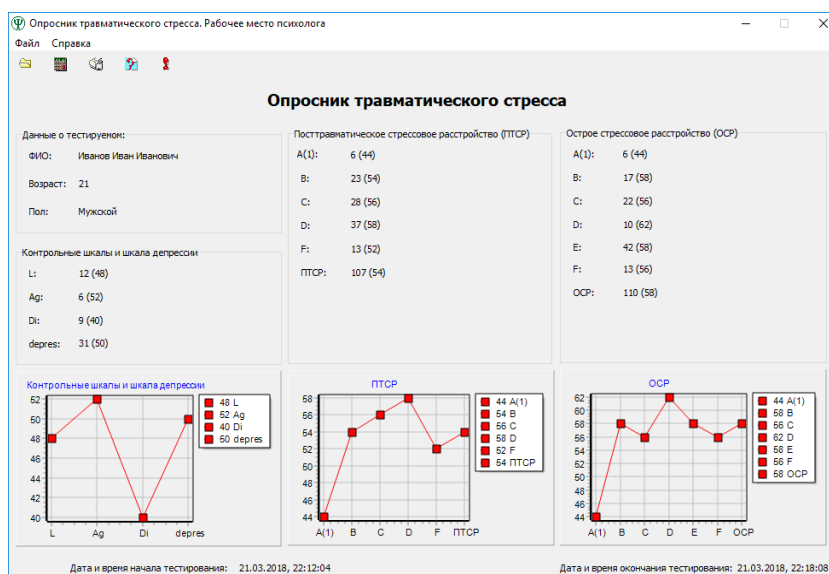 Опросник травматического стресса. Рабочее место психолога
Файл Справка
Опросник травматического стресса
Данные о тестируемом:
ФИО: Иванов Иван Иванович
Возраст: 21
Пол: Мужской
Контрольные шкалы и шкала депрессии
L: 12 (48)
Ag: 6 (52)
Di: 9 (40)
depres: 31 (50)
Посттравматическое стрессовое расстройство (ПТСР)
A(1): 6 (44)
B: 23 (54)
C: 28 (56)
D: 37 (58)
F: 13 (52)
ПТСР: 107 (54)
Острое стрессовое расстройство (ОСР)
A(1): 6 (44)
B: 17 (58)
C: 22 (56)
D: 10 (62)
E: 42 (58)
F: 13 (56)
ОСР: 110 (58)
Контрольные шкалы и шкала депрессии
52
50
48
46
44
42
40
L Ag Di depres
48 L
52 Ag
40 Di
50 depres
ПТСР
58
56
54
52
50
48
46
44
A(1) B C D F ПТСР
44 A(1)
54 B
56 C
58 D
52 F
54 ПТСР
ОСР
62
60
58
56
54
52
50
48
46
44
A(1) B C D E F ОСР
44 A(1)
58 B
56 C
62 D
58 E
56 F
58 ОСР
Дата и время начала тестирования: 21.03.2018, 22:12:04
Дата и время окончания тестирования: 21.03.2018, 22:18:08